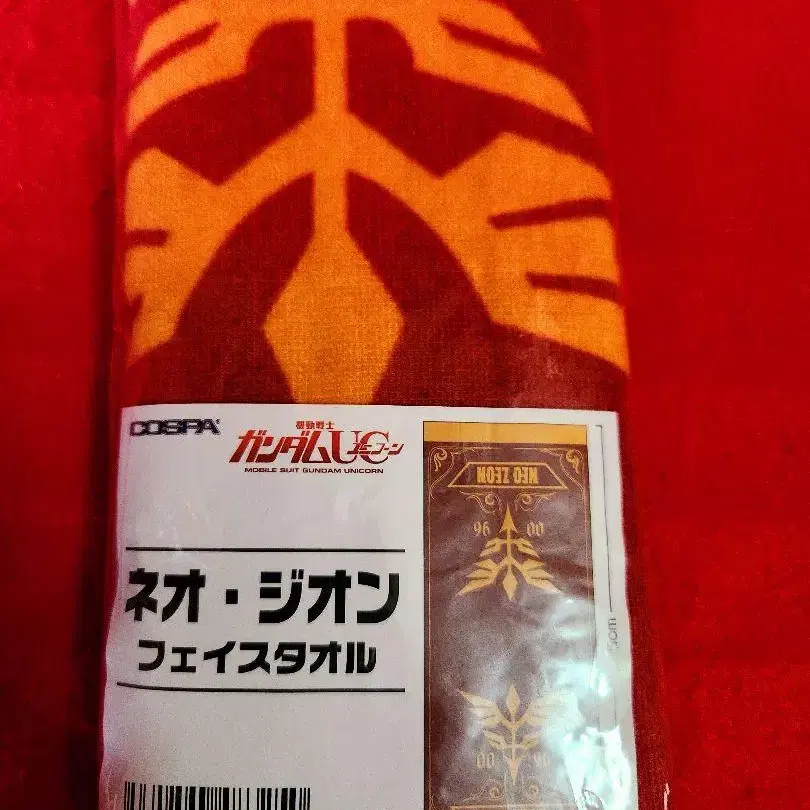 COSPA
機動戦士
ガンダムUC
ユニコーン
MOBILE SUIT GUNDAM UNICORN
ネオ・ジオン
フェイスタオル
NEO ZEON
96 00
00 96